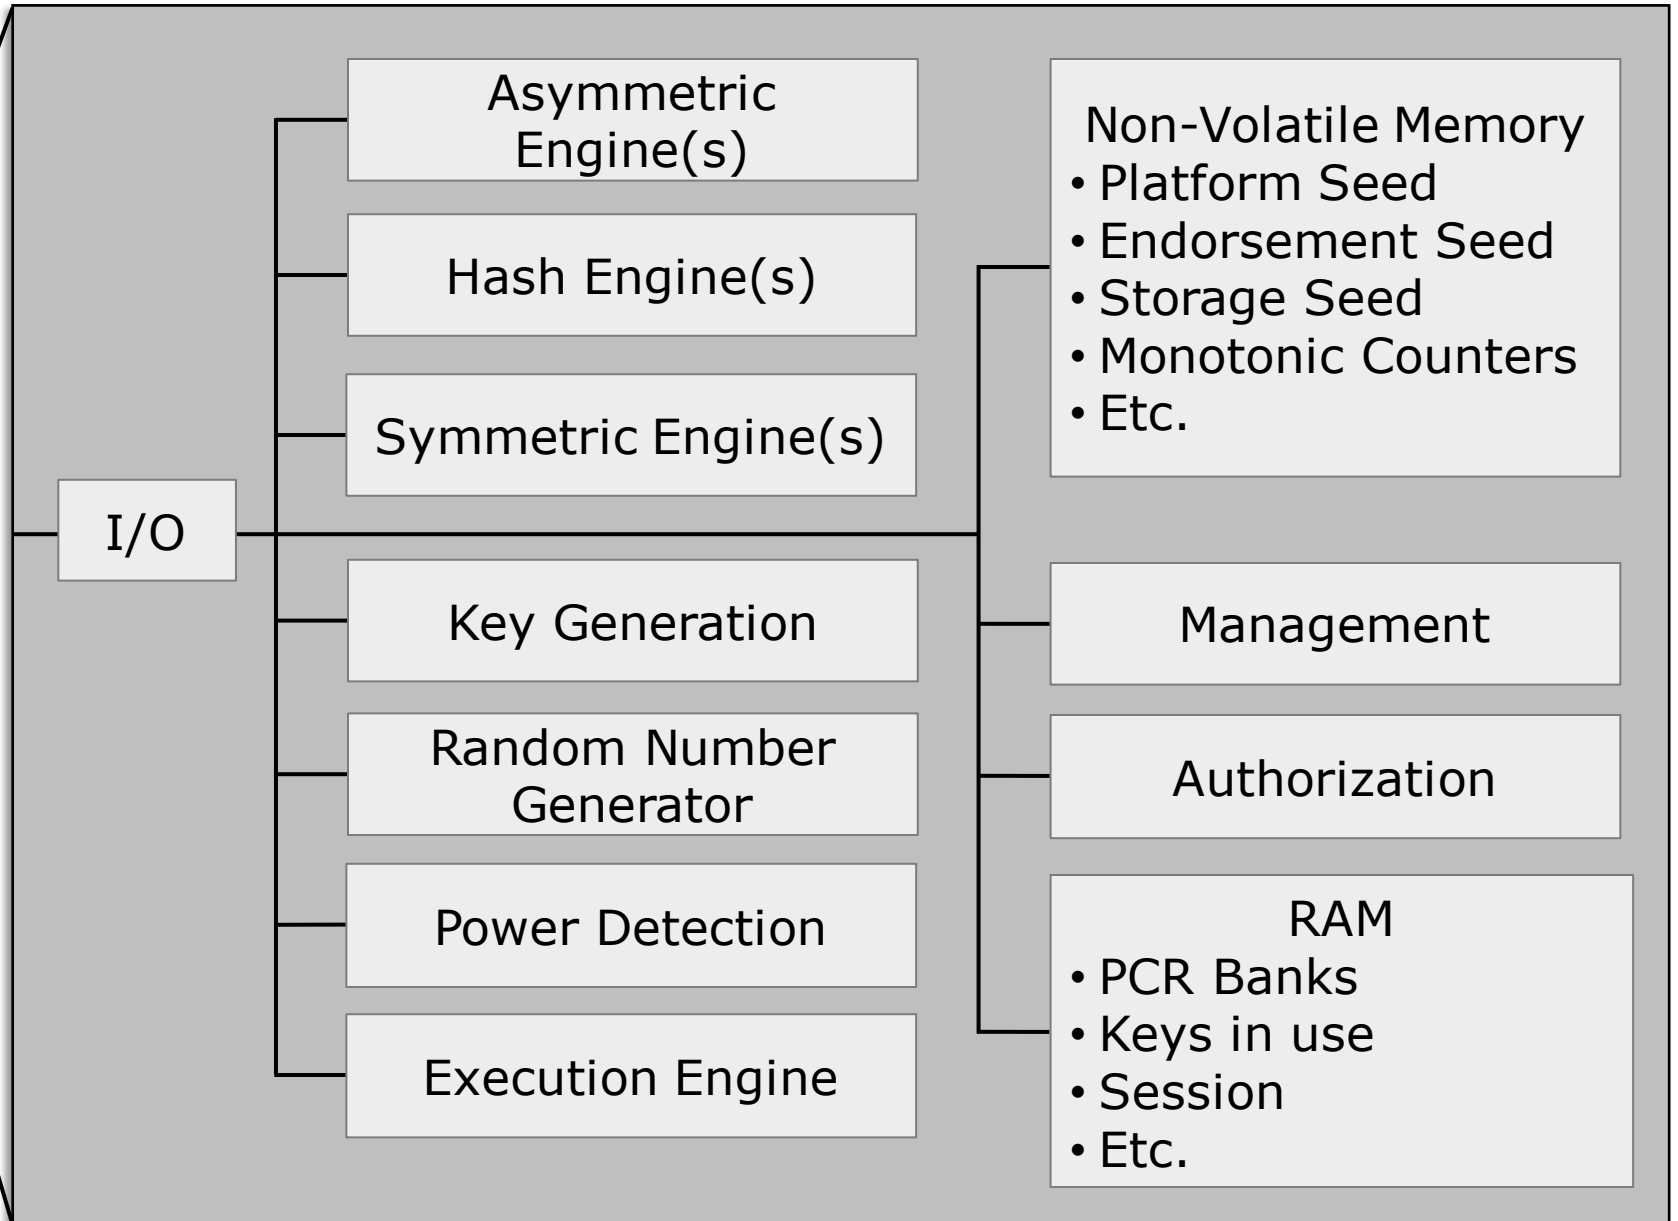 Asymmetric
Engine(s)
Hash Engine(s)
Symmetric Engine(s)
I/O
Key Generation
Random Number
Generator
Power Detection
Execution Engine
Non-Volatile Memory
• Platform Seed
• Endorsement Seed
• Storage Seed
• Monotonic Counters
• Etc.
Management
Authorization
RAM
• PCR Banks
• Keys in use
• Session
• Etc.